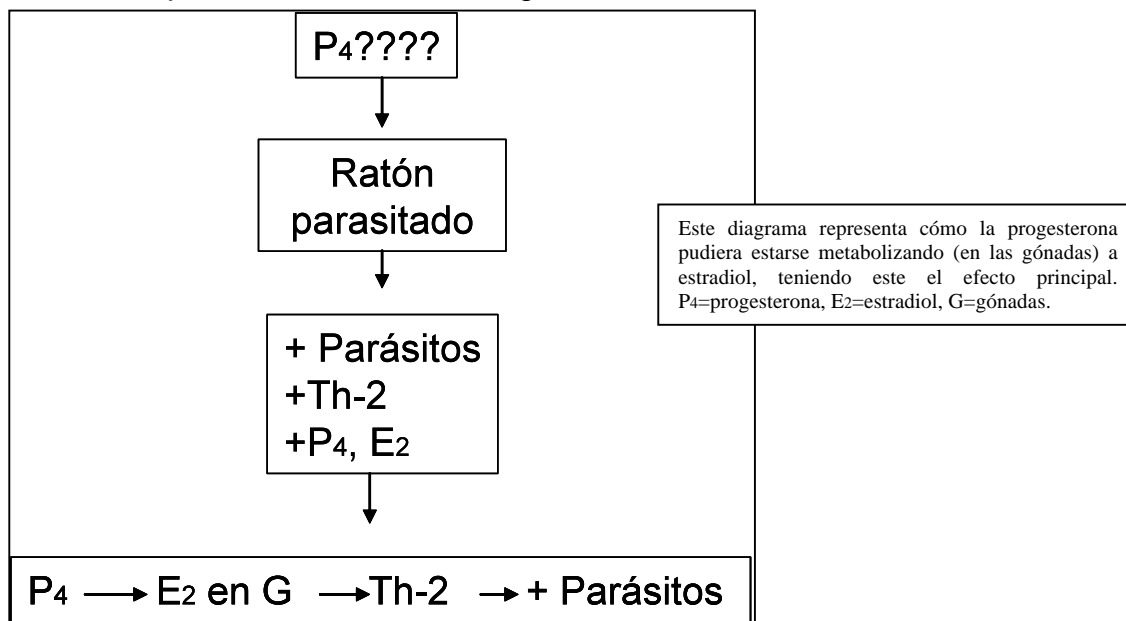 P4????
Ratón
parasitado
Este diagrama representa cómo la progesterona
pudiera estarse metabolizando (en las gónadas) a
estradiol, teniendo este el efecto principal.
P4=progesterona, E2=estradiol, G=gónadas.
+ Parásitos
+Th-2
+P4, E2
P4 → E2 en G → Th-2 → + Parásitos